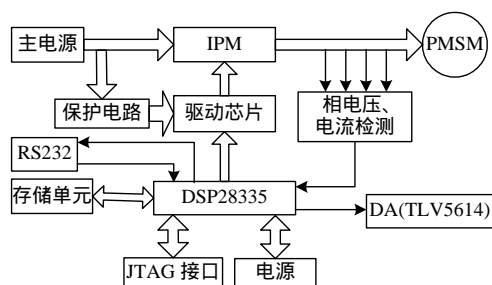 主电源
IPM
PMSM
保护电路
驱动芯片
相电压、
电流检测
RS232
存储单元
DSP28335
DA(TLV5614)
JTAG 接口
电源